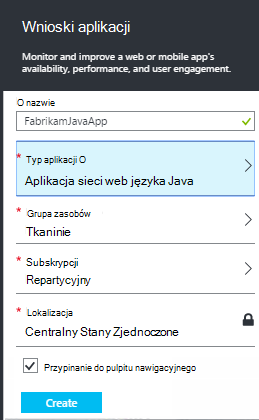 Wnioski aplikacji
Monitor and improve a web or mobile app's
availability, performance, and user engagement.
O nazwie
FabrikamJavaApp
* Typ aplikacji O
Aplikacja sieci web języka Java
* Grupa zasobów
Tkaninie
* Subskrypcji
Repartycyjny
* Lokalizacja
Centralny Stany Zjednoczone
Przypinanie do pulpitu nawigacyjnego
Create